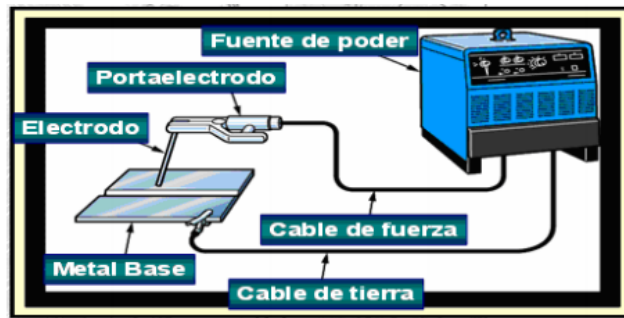 Fuente de poder
Portaelectrodo
Electrodo
Cable de fuerza
Metal Base
Cable de tierra